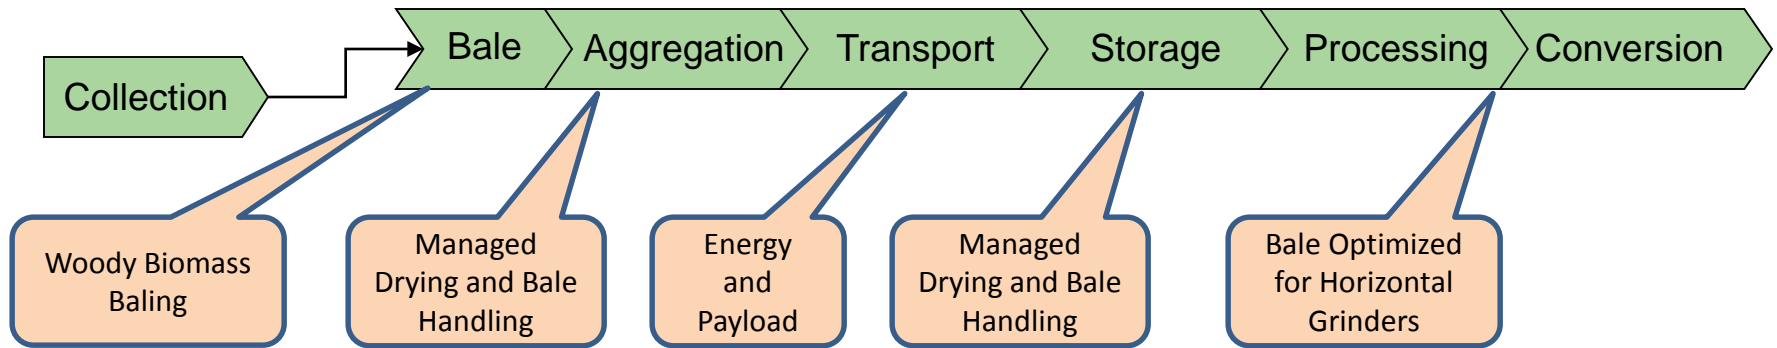 Bale
Aggregation
Transport
Storage
Processing
Conversion
Collection
Woody Biomass
Baling
Managed
Drying and Bale
Handling
Energy
and
Payload
Managed
Drying and Bale
Handling
Bale Optimized
for Horizontal
Grinders